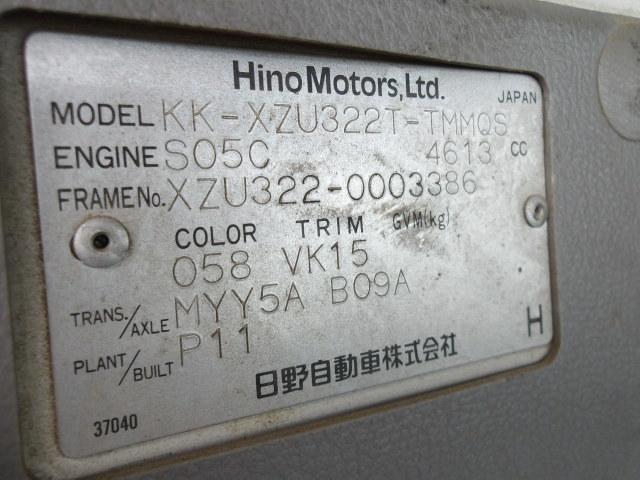 Hino Motors, Ltd.
JAPAN
MODEL KK-XZU322T-TMMQS
ENGINE S05C 4613 CC
FRAME No. XZU322-0003386
COLOR TRIM GVM(kg)
058 VK15
TRANS./AXLE MYY5A B09A
PLANT/BUILT P11
H
日野自動車株式会社
37040